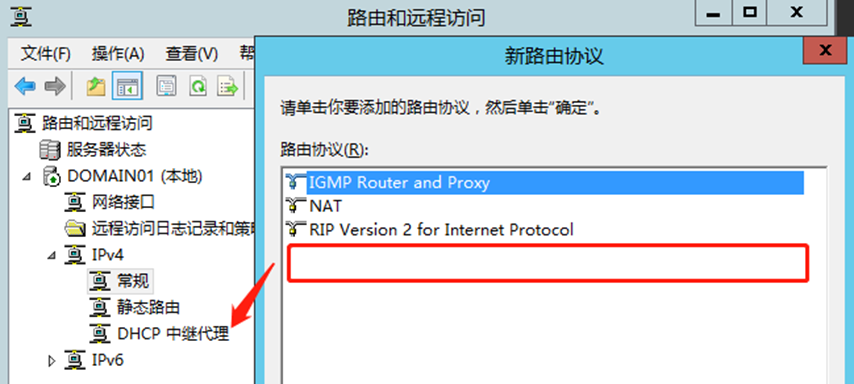 路由和远程访问
文件(F) 操作(A) 查看(V)
新路由协议
请单击你要添加的路由协议，然后单击“确定”。
路由和远程访问
服务器状态
DOMAIN01 (本地)
网络接口
远程访问日志记录和策
IPv4
常规
静态路由
DHCP 中继代理
IPv6
路由协议(R):
IGMP Router and Proxy
NAT
RIP Version 2 for Internet Protocol